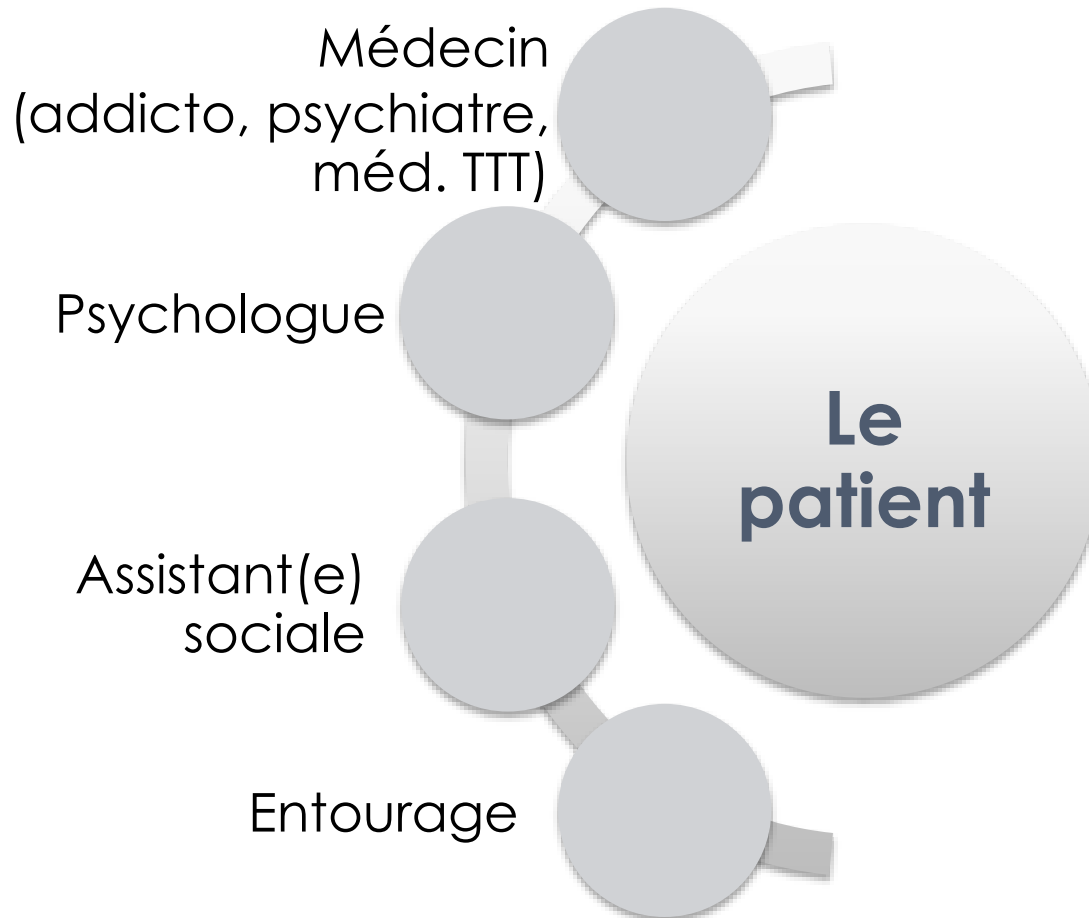 Médecin
(addicto, psychiatre,
méd. TTT)
Psychologue
Le
patient
Assistant(e)
sociale
Entourage